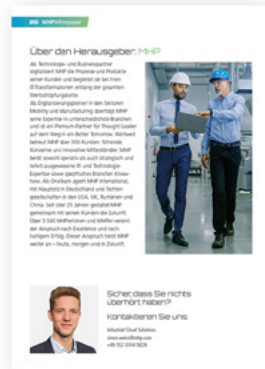 MHPWhitepaper
Über den Herausgeber: MHP
Als Technologie- und Businesspartner
digitalisiert MHP die Prozesse und Produkte
seiner Kunden und begleitet sie bei ihren
IT-Transformationen entlang der gesamten
Wertschöpfungskette.
Als Digitalisierungspionier in den Sektoren
Mobility und Manufacturing überträgt MHP
seine Expertise in unterschiedlichste Branchen
und ist ein Premium-Partner für Thought Leader
auf dem Weg in ein Better Tomorrow. Weltweit
betreut MHP über 300 Kunden: führende
Konzerne und innovative Mittelständler. MHP
berät sowohl operativ als auch strategisch und
liefert ausgewiesene IT- und Technologie-
Expertise sowie spezifisches Branchen-Know-
how. Als OneTeam agiert MHP international,
mit Hauptsitz in Deutschland und Tochter-
gesellschaften in den USA, UK, Rumänien und
China. Seit über 25 Jahren gestaltet MHP
gemeinsam mit seinen Kunden die Zukunft.
Über 3 500 MHPlerinnen und MHPler vereint
der Anspruch nach Excellence und nach-
haltigem Erfolg. Dieser Anspruch treibt MHP
weiter an – heute, morgen und in Zukunft.
Sicher, dass Sie nichts
überhört haben?
Kontaktieren Sie uns:
Industrial Cloud Solutions